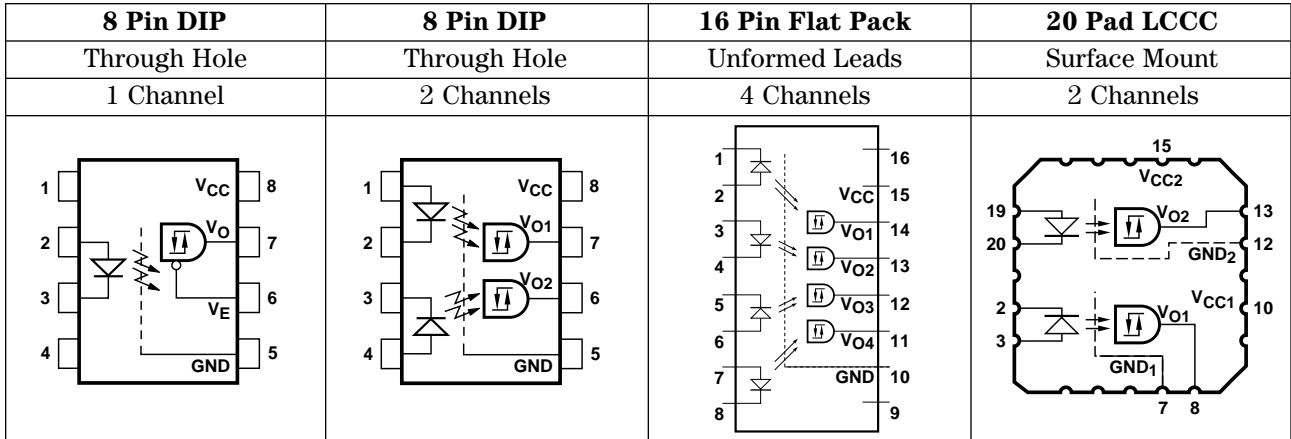 8 Pin DIP
8 Pin DIP
16 Pin Flat Pack
20 Pad LCCC
Through Hole
Through Hole
Unformed Leads
Surface Mount
1 Channel
2 Channels
4 Channels
2 Channels
1
2
3
4
VCC
VO
VE
GND
8
7
6
5
1
2
3
4
VCC
VO1
VO2
GND
8
7
6
5
1
2
3
4
5
6
7
8
VCC
VO1
VO2
VO3
VO4
GND
16
15
14
13
12
11
10
9
15
VCC2
19
20
VO2
13
12
GND2
VCC1
10
2
3
VO1
GND1
7
8